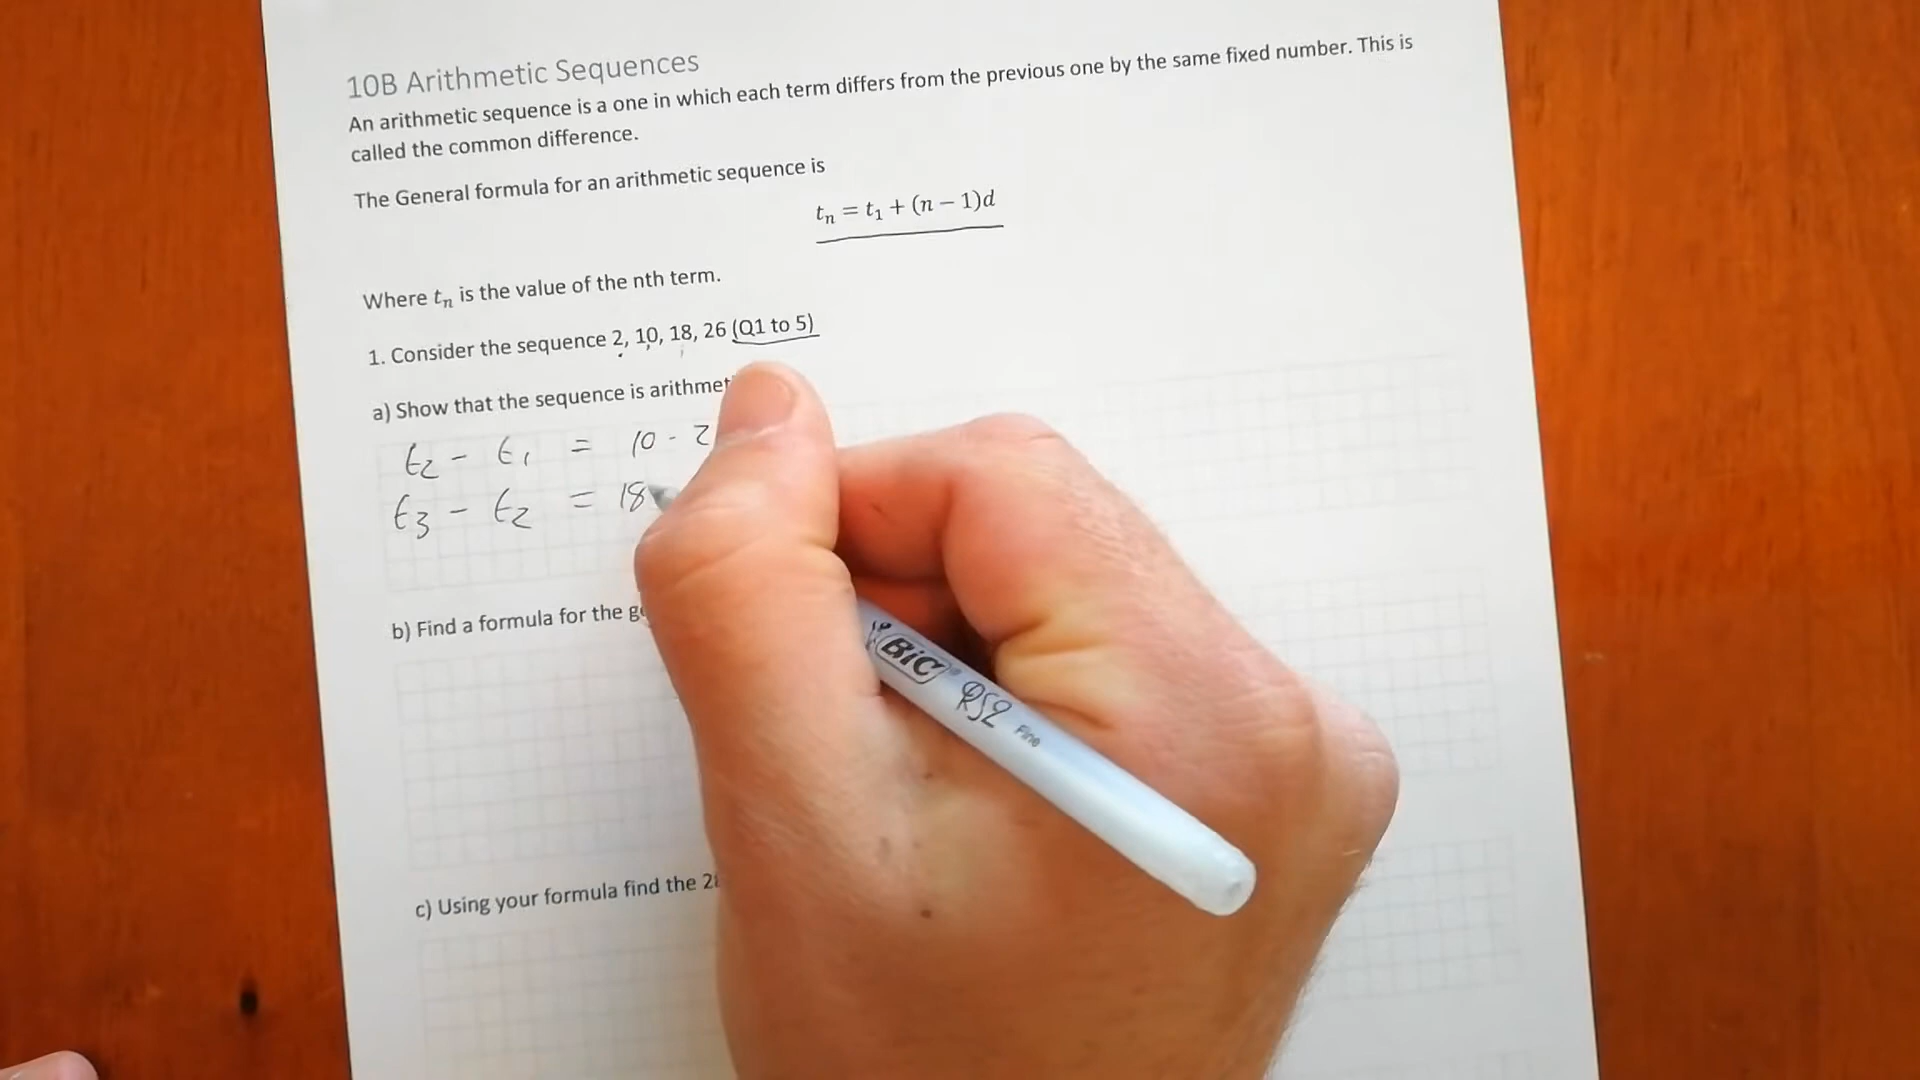 10B Arithmetic Sequences
An arithmetic sequence is a one in which each term differs from the previous one by the same fixed number. This is
called the common difference.
The General formula for an arithmetic sequence is
tₙ = t₁ + (n − 1)d
Where tₙ is the value of the nth term.
1. Consider the sequence 2, 10, 18, 26 (Q1 to 5)
a) Show that the sequence is
t₂ - t₁ = 10 - 2
t₃ - t₂ = 18
b) Find a formula for the
BIC RS2 Fine
c) Using your formula find the